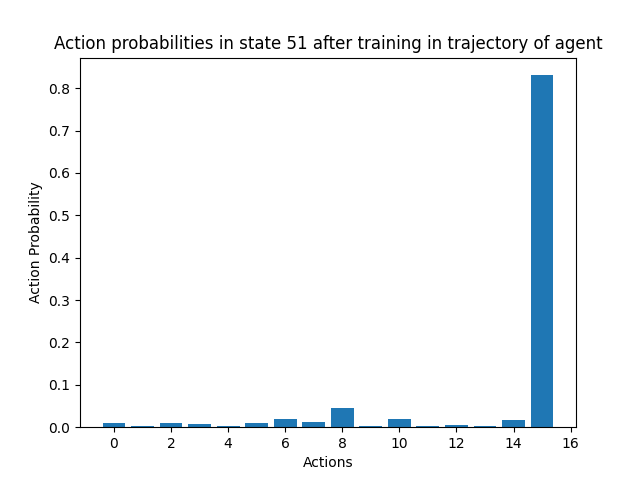 Action probabilities in state 51 after training in trajectory of agent
0.8
0.7
0.6
0.5
0.4
0.3
0.2
0.1
0.0
Action Probability
0 2 4 6 8 10 12 14 16
Actions